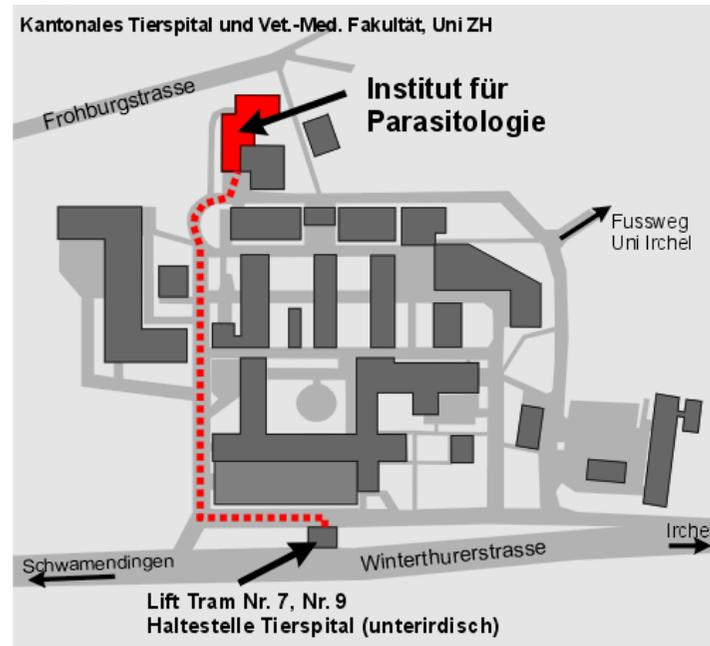 Kantonales Tierspital und Vet.-Med. Fakultät, Uni ZH
Frohburgstrasse
Institut für
Parasitologie
Fussweg
Uni Irchel
Irchel
Schwamendingen
Winterthurerstrasse
Lift Tram Nr. 7, Nr. 9
Haltestelle Tierspital (unterirdisch)